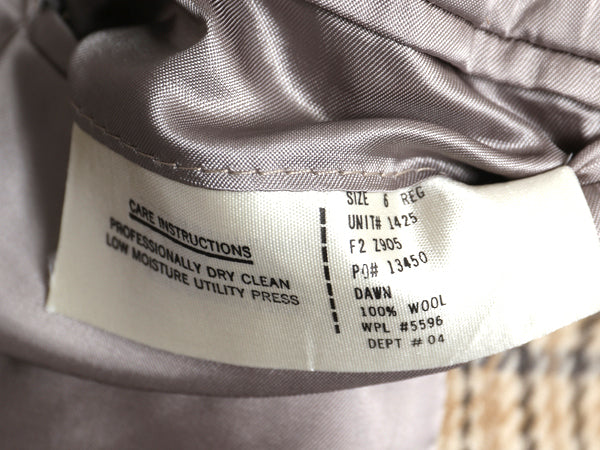 CARE INSTRUCTIONS
PROFESSIONALLY DRY CLEAN
LOW MOISTURE UTILITY PRESS
SIZE 6 REG
UNIT# 1425
F2 Z905
PO# 13450
DAWN
100% WOOL
WPL #5596
DEPT # 04